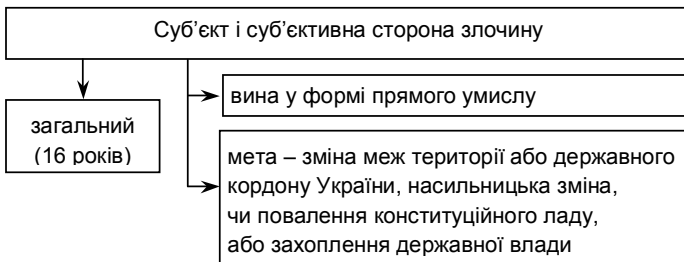 Суб’єкт і суб’єктивна сторона злочину
загальний
(16 років)
вина у формі прямого умислу
мета – зміна меж території або державного
кордону України, насильницька зміна,
чи повалення конституційного ладу,
або захоплення державної влади